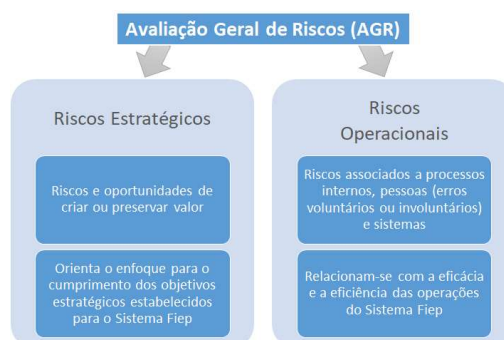 Avaliação Geral de Riscos (AGR)
Riscos Estratégicos
Riscos e oportunidades de
criar ou preservar valor
Orienta o enfoque para o
cumprimento dos objetivos
estratégicos estabelecidos
para o Sistema Fiep
Riscos
Operacionais
Riscos associados a processos
internos, pessoas (erros
voluntários ou involuntários)
e sistemas
Relacionam-se com a eficácia
e a eficiência das operações
do Sistema Fiep